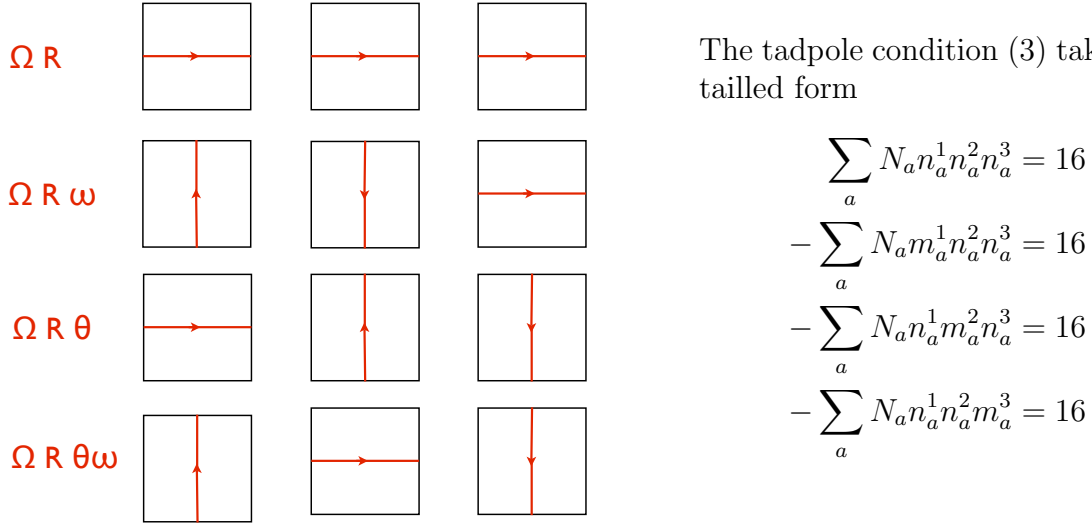 Ω R
Ω R ω
Ω R θ
Ω R θω
The tadpole condition (3)
tailled form
∑_a N_a n_a^1 n_a^2 n_a^3 = 16
− ∑_a N_a m_a^1 n_a^2 n_a^3 = 16
− ∑_a N_a n_a^1 m_a^2 n_a^3 = 16
− ∑_a N_a n_a^1 n_a^2 m_a^3 = 16